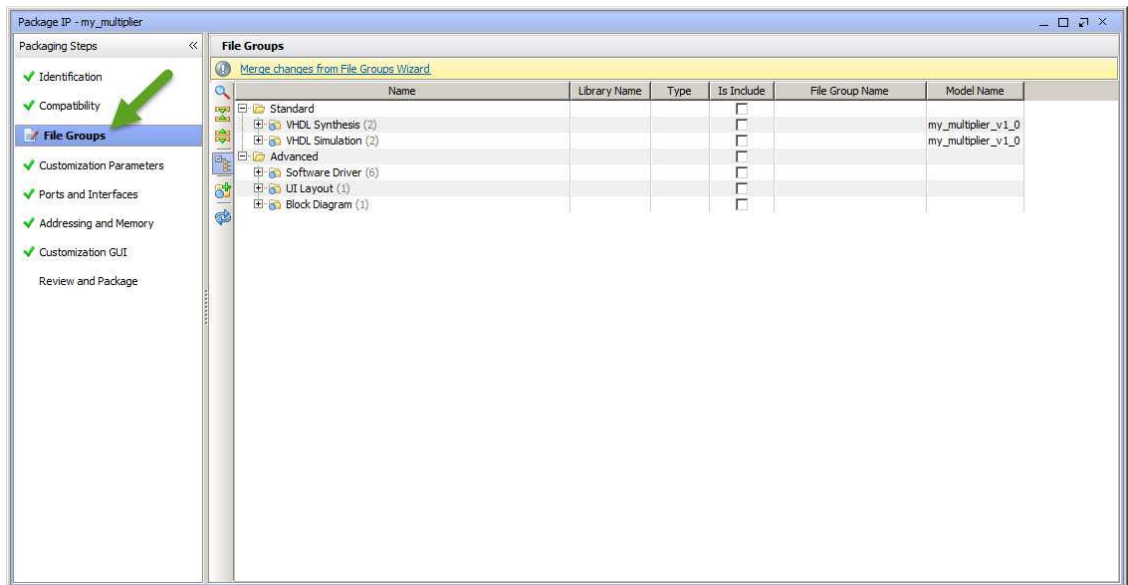 Package IP - my_multiplier
Packaging Steps «
Identification
Compatibility
File Groups
Customization Parameters
Ports and Interfaces
Addressing and Memory
Customization GUI
Review and Package
File Groups
Merge changes from File Groups Wizard
Name Library Name Type Is Include File Group Name Model Name
Standard
VHDL Synthesis (2) my_multiplier_v1_0
VHDL Simulation (2) my_multiplier_v1_0
Advanced
Software Driver (6)
UI Layout (1)
Block Diagram (1)